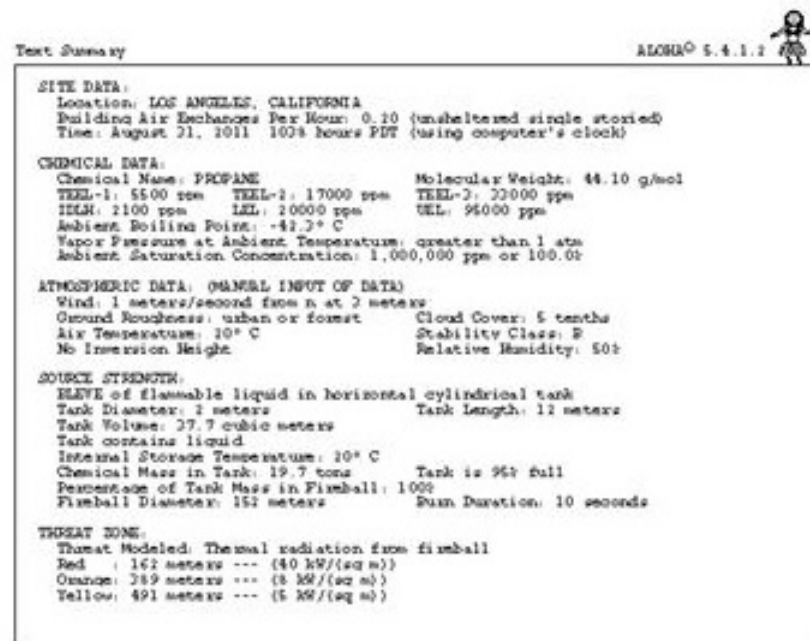 Text Summary
ALOHA® 5.4.1.2
SITE DATA:
Location: LOS ANGELES, CALIFORNIA
Building Air Exchanges Per Hour: 0.20 (unsheltered single storied)
Time: August 31, 2011 1038 hours PDT (using computer's clock)
CHEMICAL DATA:
Chemical Name: PROPANE Molecular Weight: 44.10 g/mol
TEEL-1: 5500 ppm TEEL-2: 17000 ppm TEEL-3: 33000 ppm
IDLH: 2100 ppm LEL: 20000 ppm UEL: 95000 ppm
Ambient Boiling Point: -42.3° C
Vapor Pressure at Ambient Temperature: greater than 1 atm
Ambient Saturation Concentration: 1,000,000 ppm or 100.0%
ATMOSPHERIC DATA: (MANUAL INPUT OF DATA)
Wind: 1 meters/second from n at 3 meters
Ground Roughness: urban or forest Cloud Cover: 5 tenths
Air Temperature: 20° C Stability Class: B
No Inversion Height Relative Humidity: 50%
SOURCE STRENGTH:
BLEVE of flammable liquid in horizontal cylindrical tank
Tank Diameter: 2 meters Tank Length: 12 meters
Tank Volume: 37.7 cubic meters
Tank contains liquid
Internal Storage Temperature: 20° C
Chemical Mass in Tank: 19.7 tons Tank is 95% full
Percentage of Tank Mass in Fireball: 100%
Fireball Diameter: 152 meters Burn Duration: 10 seconds
THREAT ZONE:
Threat Modeled: Thermal radiation from fireball
Red : 162 meters --- (40 kW/(sq m))
Orange: 389 meters --- (8 kW/(sq m))
Yellow: 491 meters --- (5 kW/(sq m))